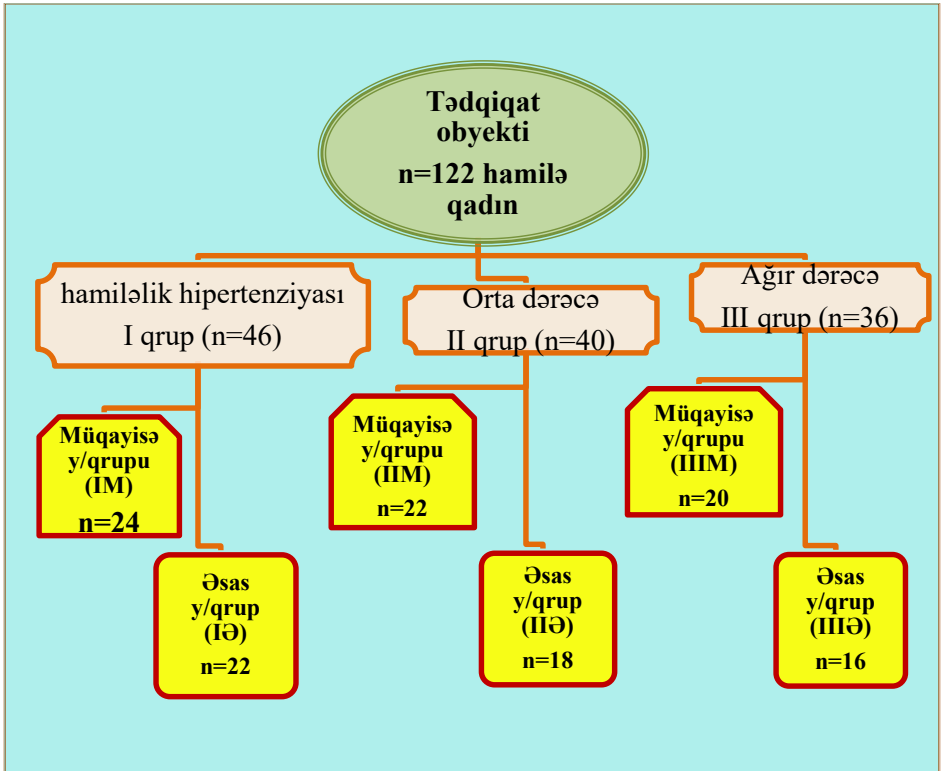 Tədqiqat
obyekti
n=122 hamilə
qadın
hamiləlik hipertenziyası
I qrup (n=46)
Orta dərəcə
II qrup (n=40)
Ağır dərəcə
III qrup (n=36)
Müqayisə
y/qrupu
(IM)
n=24
Əsas
y/qrup
(IƏ)
n=22
Müqayisə
y/qrupu
(IIM)
n=22
Əsas
y/qrup
(IIƏ)
n=18
Müqayisə
y/qrupu
(IIIM)
n=20
Əsas
y/qrup
(IIIƏ)
n=16